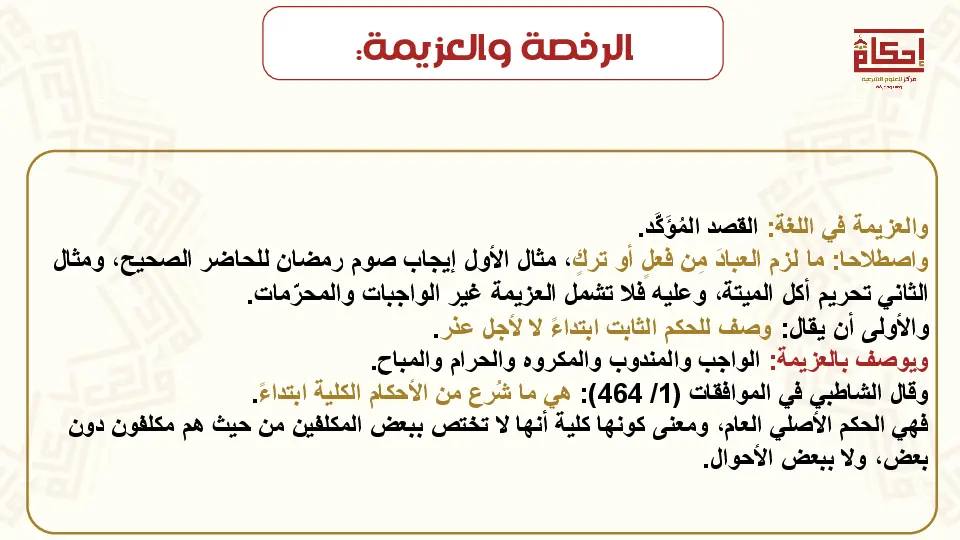 الرخصة والعزيمة:
إحكام
مركز للعلوم الشرعية
والعزيمة في اللغة: القصد المُؤَكَّد.
واصطلاحا: ما لزم العبادَ مِن فعلٍ أو تركٍ، مثال الأول إيجاب صوم رمضان للحاضر الصحيح، ومثال
الثاني تحريم أكل الميتة، وعليه فلا تشمل العزيمة غير الواجبات والمحرّمات.
والأولى أن يقال: وصف للحكم الثابت ابتداءً لا لأجل عذر.
ويوصف بالعزيمة: الواجب والمندوب والمكروه والحرام والمباح.
وقال الشاطبي في الموافقات (1/ 464): هي ما شُرع من الأحكام الكلية ابتداءً.
فهي الحكم الأصلي العام، ومعنى كونها كلية أنها لا تختص ببعض المكلفين من حيث هم مكلفون دون
بعض، ولا ببعض الأحوال.